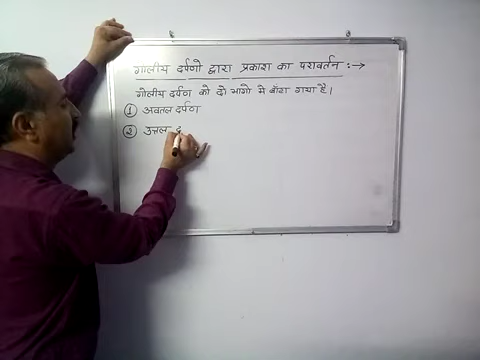 गोलीय दर्पणो द्वारा प्रकाश का परावर्तन :->
गोलीय दर्पण को दो भागो मे बाँटा गया है।
① अवतल दर्पण
② उत्तल द